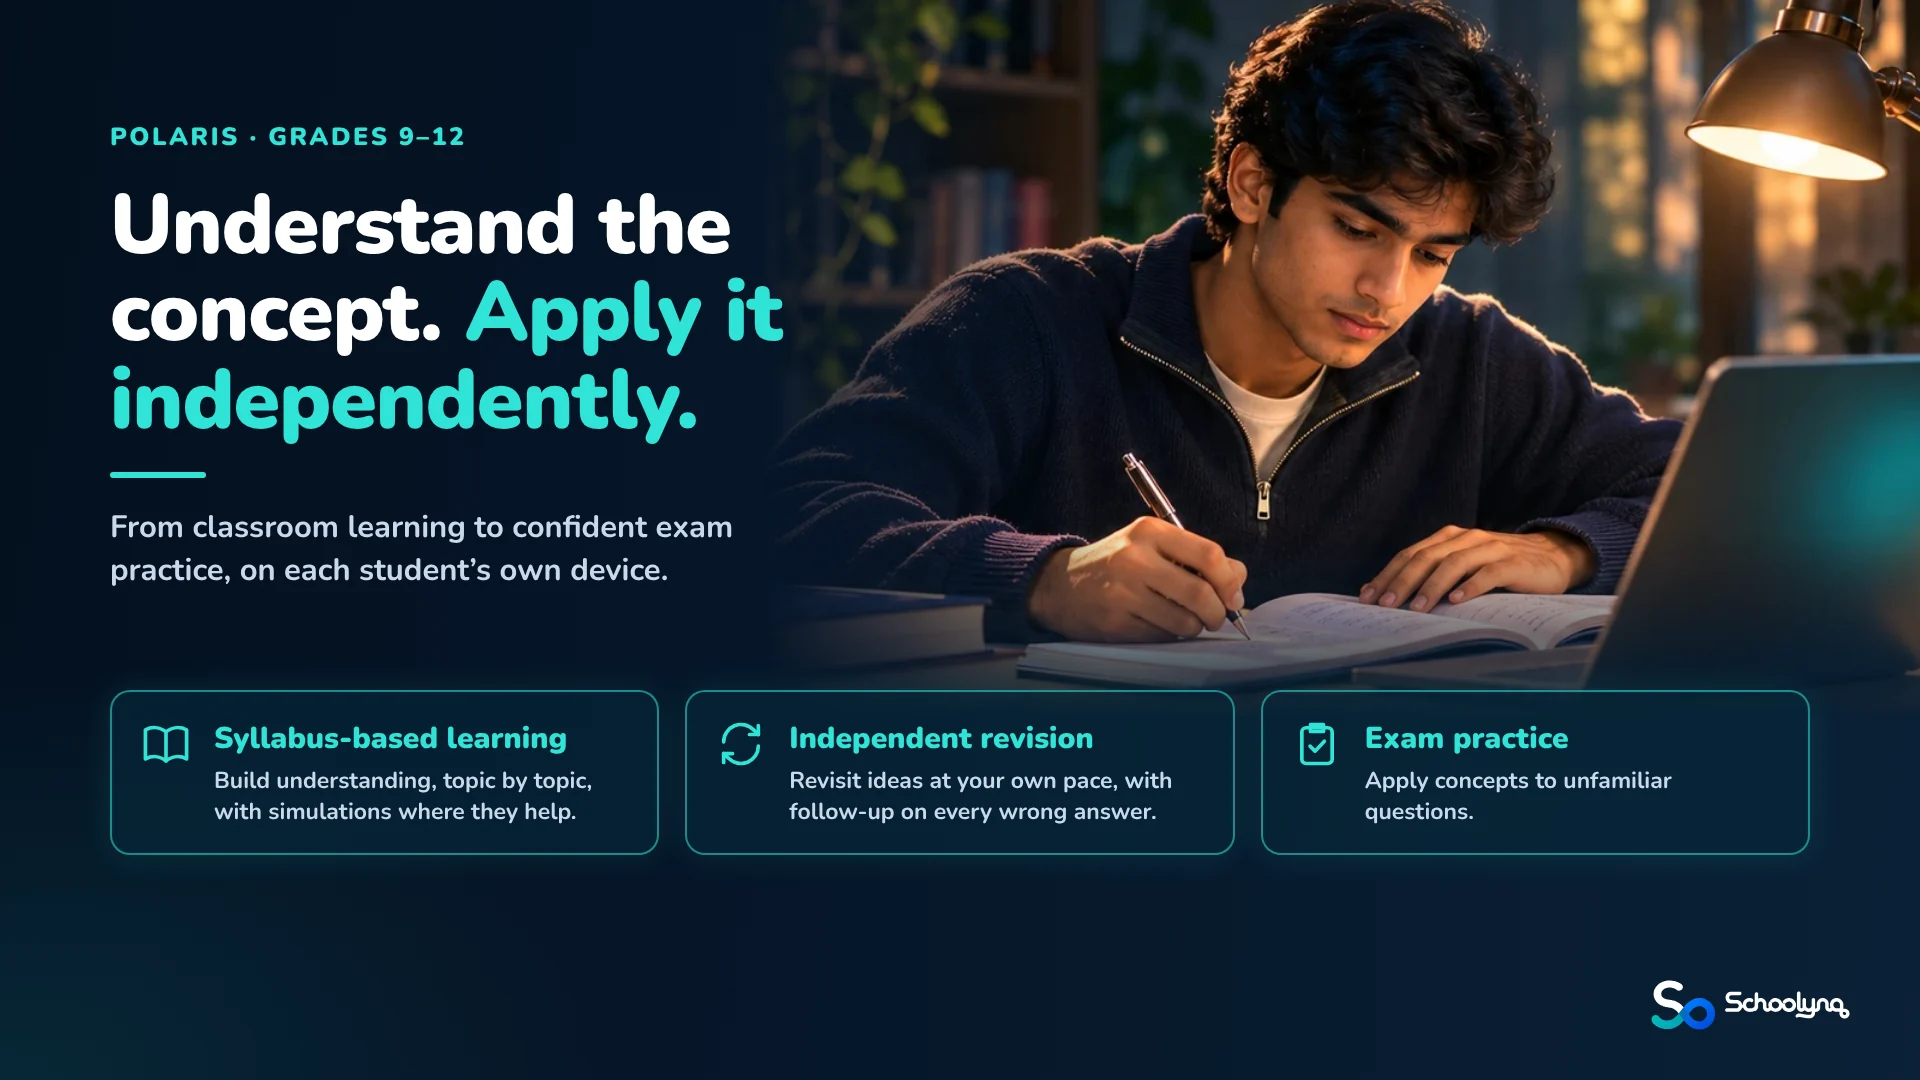 POLARIS · GRADES 9–12
Understand the
concept. Apply it
independently.
From classroom learning to confident exam
practice, on each student’s own device.
Syllabus-based learning
Build understanding, topic by topic,
with simulations where they help.
Independent revision
Revisit ideas at your own pace, with
follow-up on every wrong answer.
Exam practice
Apply concepts to unfamiliar
questions.
Schoolynq